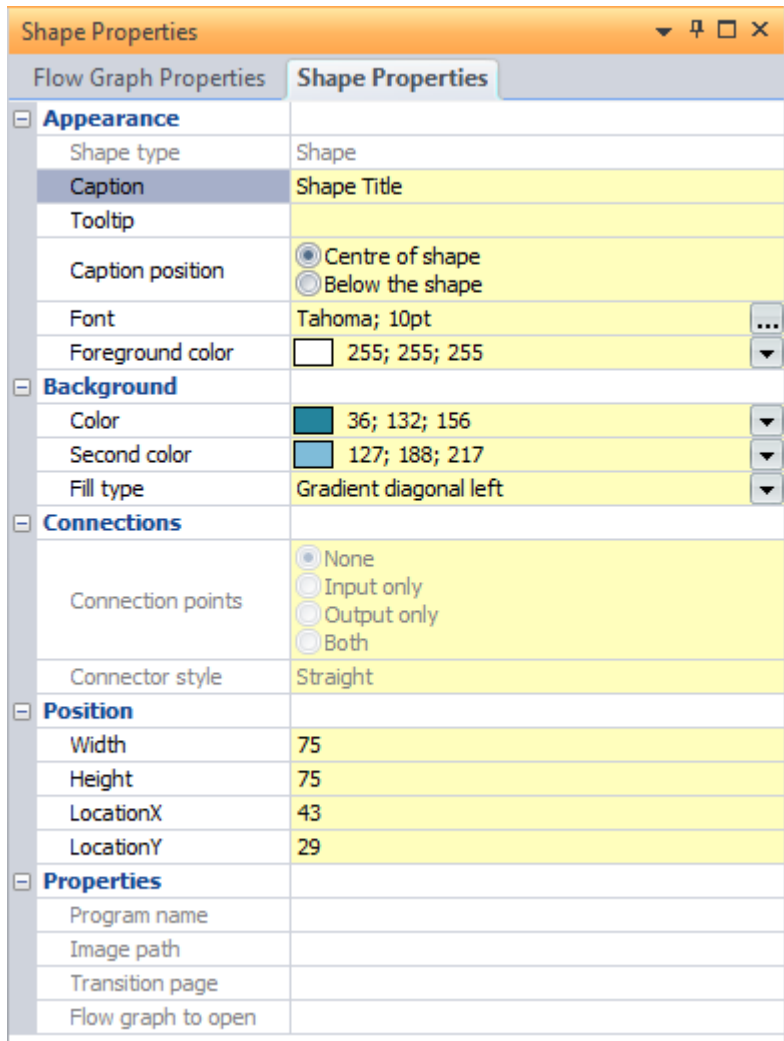 Shape Properties
Flow Graph Properties Shape Properties
Appearance
Shape type Shape
Caption Shape Title
Tooltip
Caption position Centre of shape
Below the shape
Font Tahoma; 10pt ...
Foreground color 255; 255; 255
Background
Color 36; 132; 156
Second color 127; 188; 217
Fill type Gradient diagonal left
Connections
Connection points None
Input only
Output only
Both
Connector style Straight
Position
Width 75
Height 75
LocationX 43
LocationY 29
Properties
Program name
Image path
Transition page
Flow graph to open